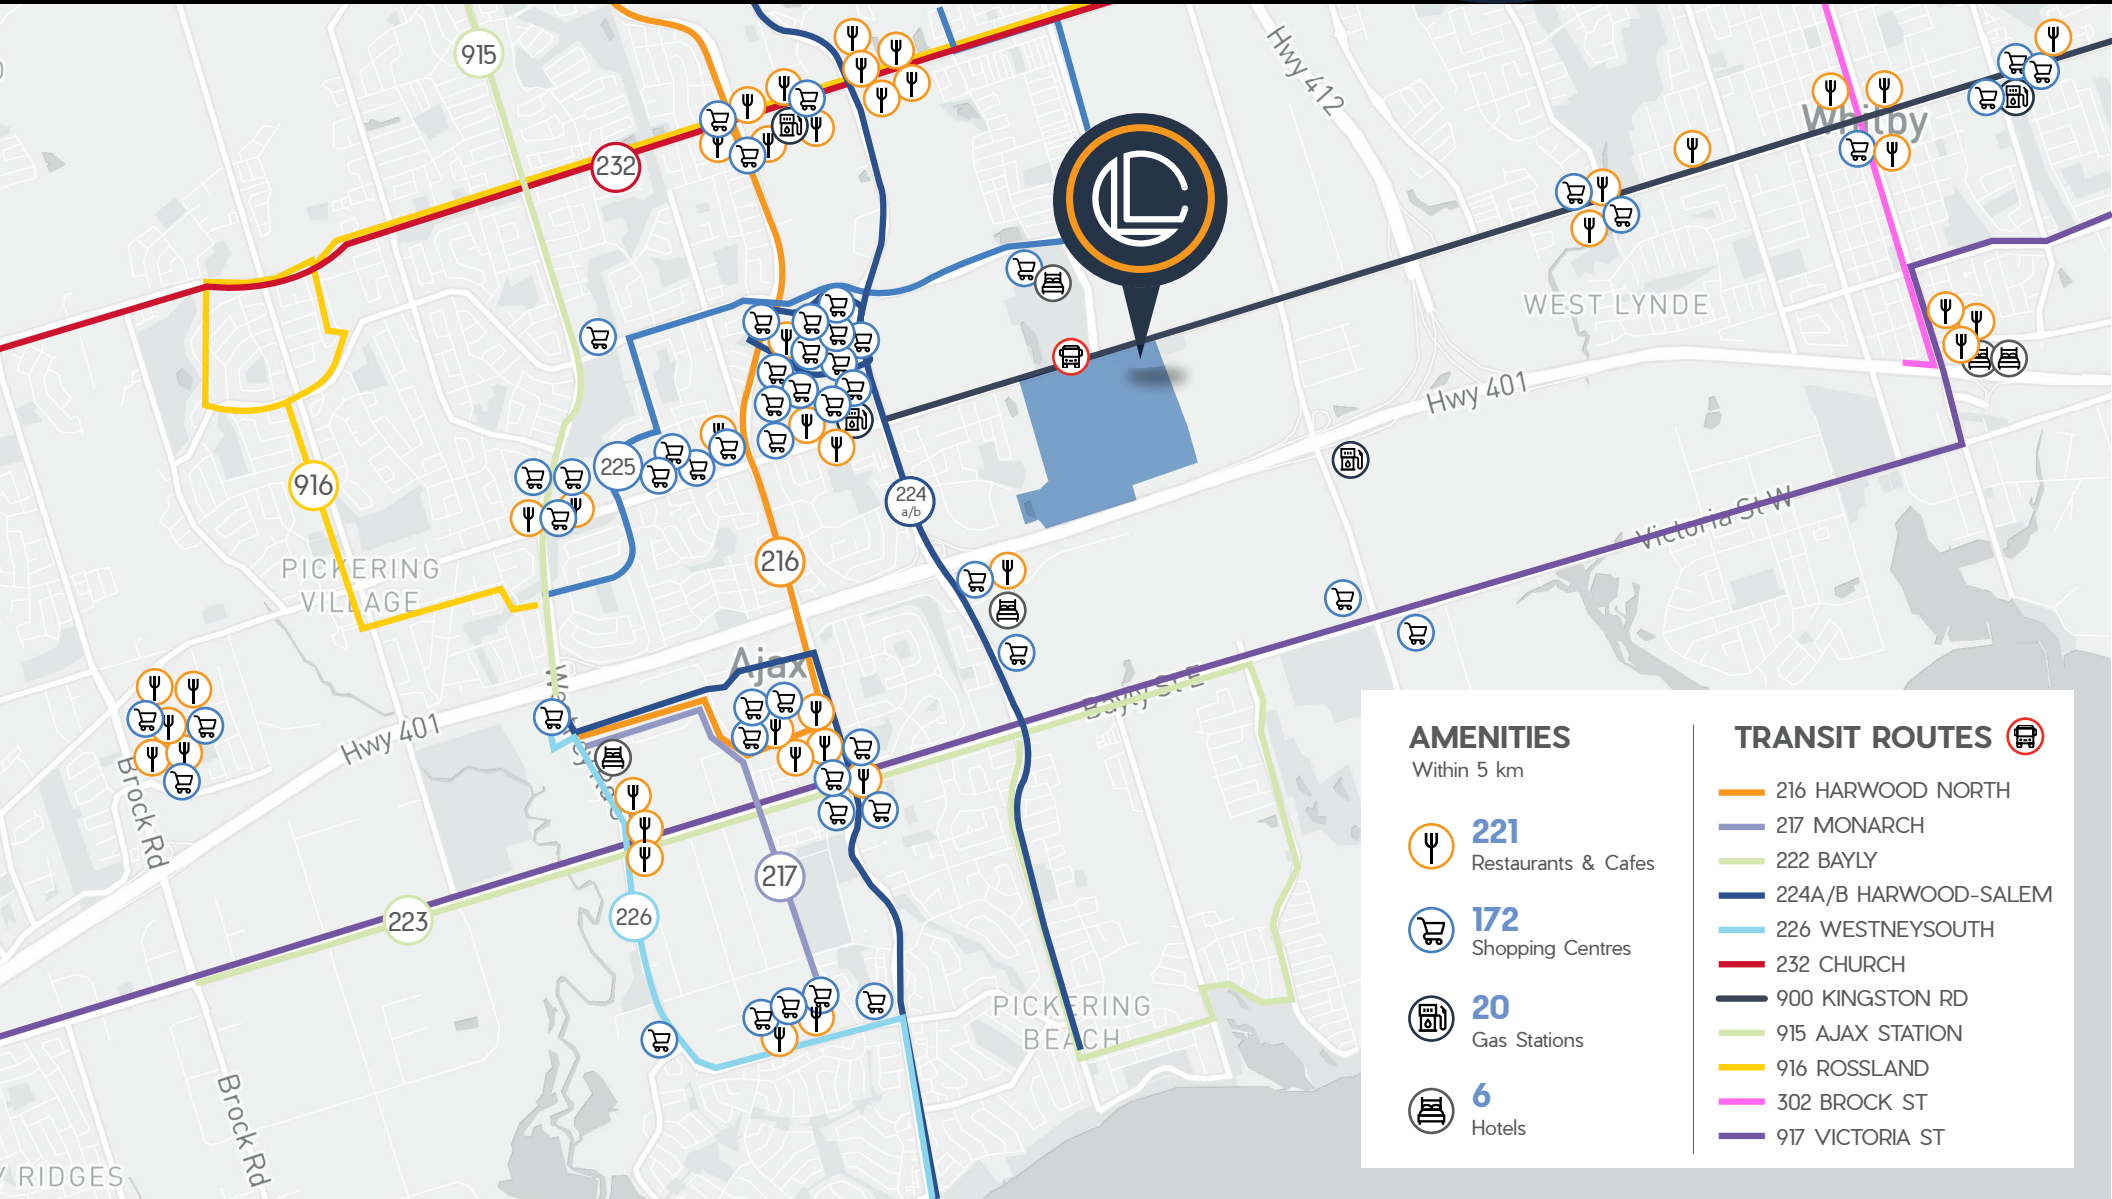 915
Hwy 412
232
Whitby
WEST LYNDE
Hwy 401
916
225
224
a/b
216
PICKERING
VILLAGE
Victoria St W
Ajax
Bayly St E
Hwy 401
Brock Rd
223
226
217
PICKERING
BEACH
Brock Rd
RIDGES
AMENITIES
Within 5 km
221
Restaurants & Cafes
172
Shopping Centres
20
Gas Stations
6
Hotels
TRANSIT ROUTES
216 HARWOOD NORTH
217 MONARCH
222 BAYLY
224A/B HARWOOD-SALEM
226 WESTNEYSOUTH
232 CHURCH
900 KINGSTON RD
915 AJAX STATION
916 ROSSLAND
302 BROCK ST
917 VICTORIA ST